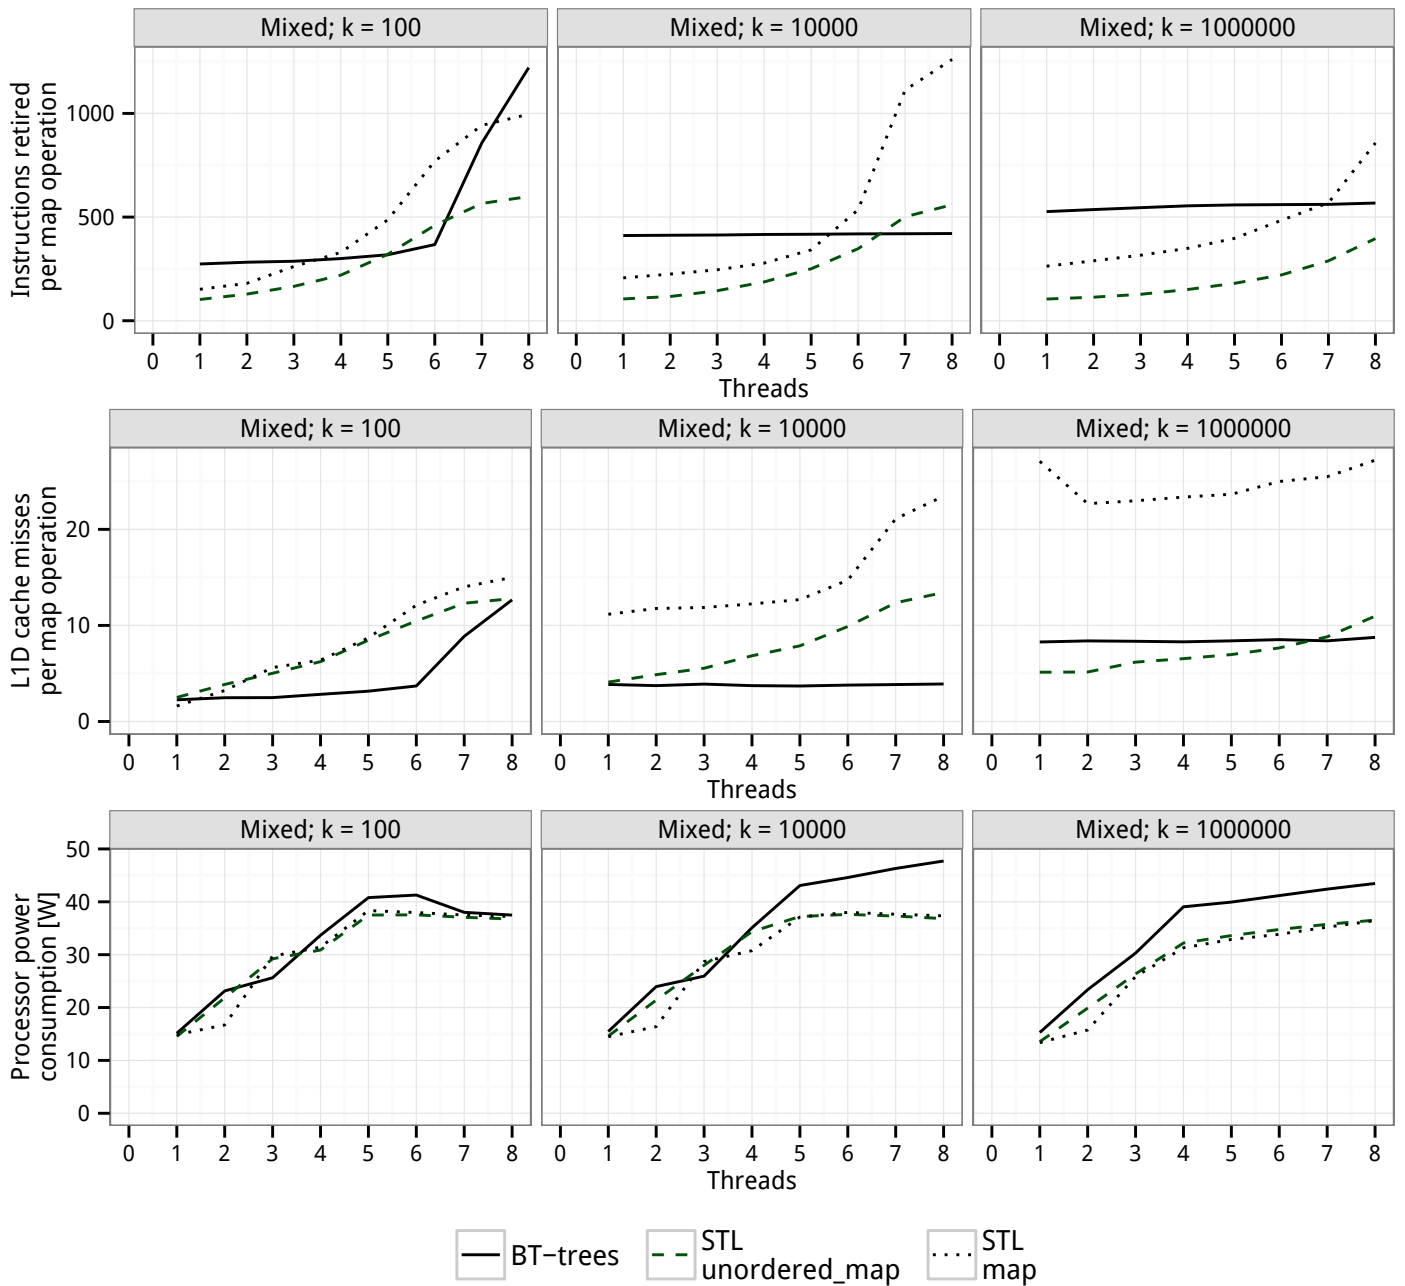 Mixed; k = 100
Mixed; k = 10000
Mixed; k = 1000000
Instructions retired
per map operation
1000
500
0
0 1 2 3 4 5 6 7 8
0 1 2 3 4 5 6 7 8
0 1 2 3 4 5 6 7 8
Threads
Mixed; k = 100
Mixed; k = 10000
Mixed; k = 1000000
L1D cache misses
per map operation
20
10
0
0 1 2 3 4 5 6 7 8
0 1 2 3 4 5 6 7 8
0 1 2 3 4 5 6 7 8
Threads
Mixed; k = 100
Mixed; k = 10000
Mixed; k = 1000000
Processor power
consumption [W]
50
40
30
20
10
0
0 1 2 3 4 5 6 7 8
0 1 2 3 4 5 6 7 8
0 1 2 3 4 5 6 7 8
Threads
BT−trees
STL
unordered_map
STL
map